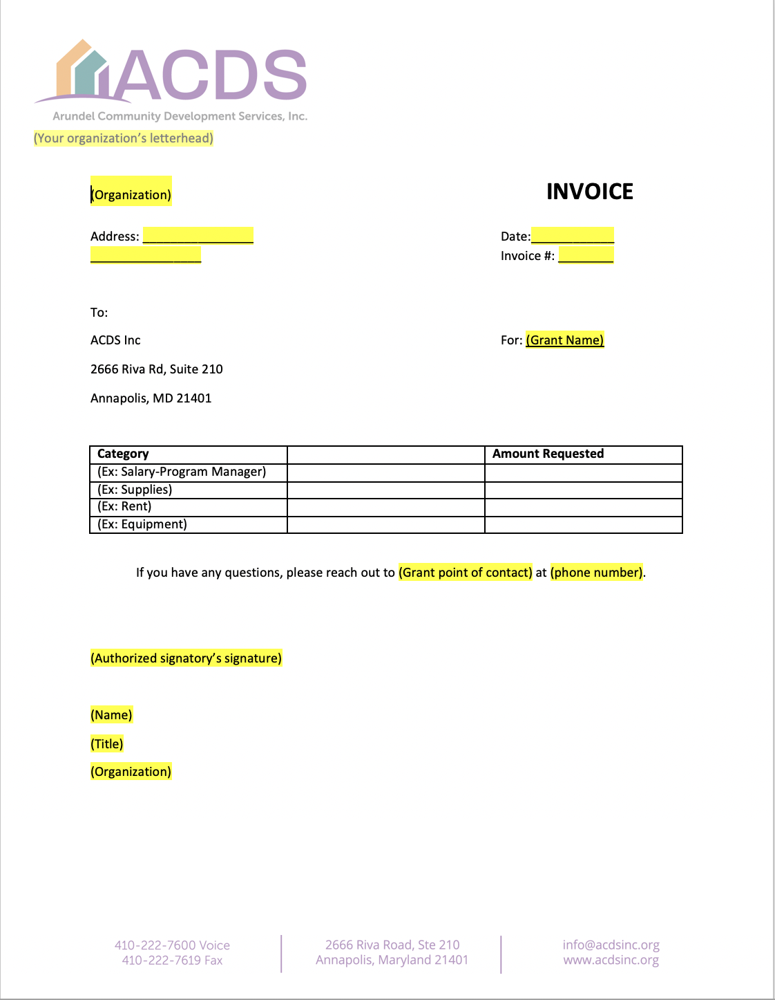 ACDS
Arundel Community Development Services, Inc.
(Your organization’s letterhead)
(Organization)
INVOICE
Address: ________________
Date:____________
________________
Invoice #: ________
To:
ACDS Inc
For: (Grant Name)
2666 Riva Rd, Suite 210
Annapolis, MD 21401
Category Amount Requested
(Ex: Salary-Program Manager)
(Ex: Supplies)
(Ex: Rent)
(Ex: Equipment)
If you have any questions, please reach out to (Grant point of contact) at (phone number).
(Authorized signatory’s signature)
(Name)
(Title)
(Organization)
410-222-7600 Voice
410-222-7619 Fax
2666 Riva Road, Ste 210
Annapolis, Maryland 21401
info@acdsinc.org
www.acdsinc.org